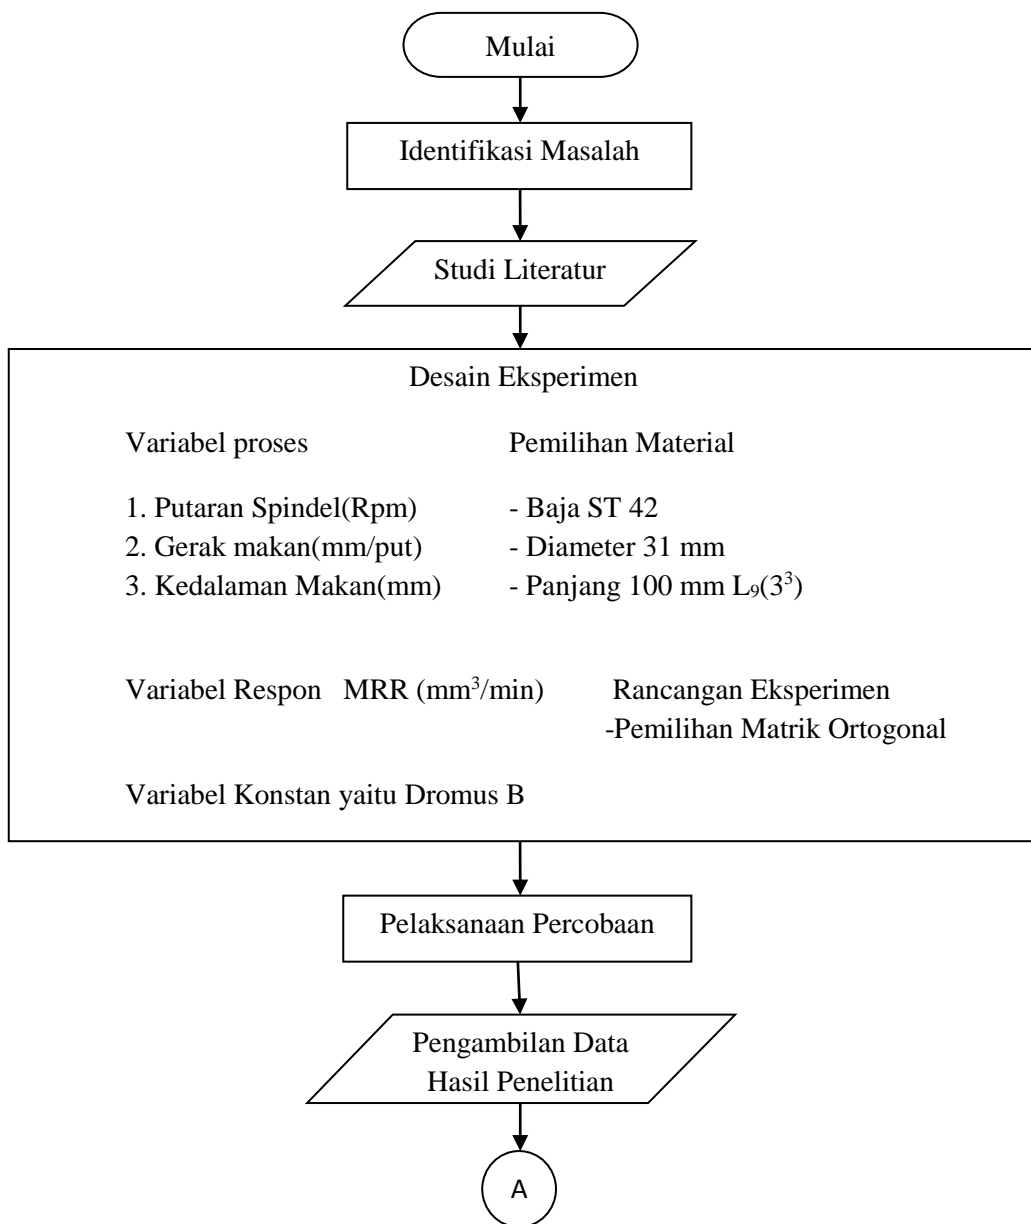 Mulai
Identifikasi Masalah
Studi Literatur
Desain Eksperimen
Variabel proses Pemilihan Material
1. Putaran Spindel(Rpm) - Baja ST 42
2. Gerak makan(mm/put) - Diameter 31 mm
3. Kedalaman Makan(mm) - Panjang 100 mm L₉(3³)
Variabel Respon MRR (mm³/min) Rancangan Eksperimen
-Pemilihan Matrik Ortogonal
Variabel Konstan yaitu Dromus B
Pelaksanaan Percobaan
Pengambilan Data
Hasil Penelitian
A